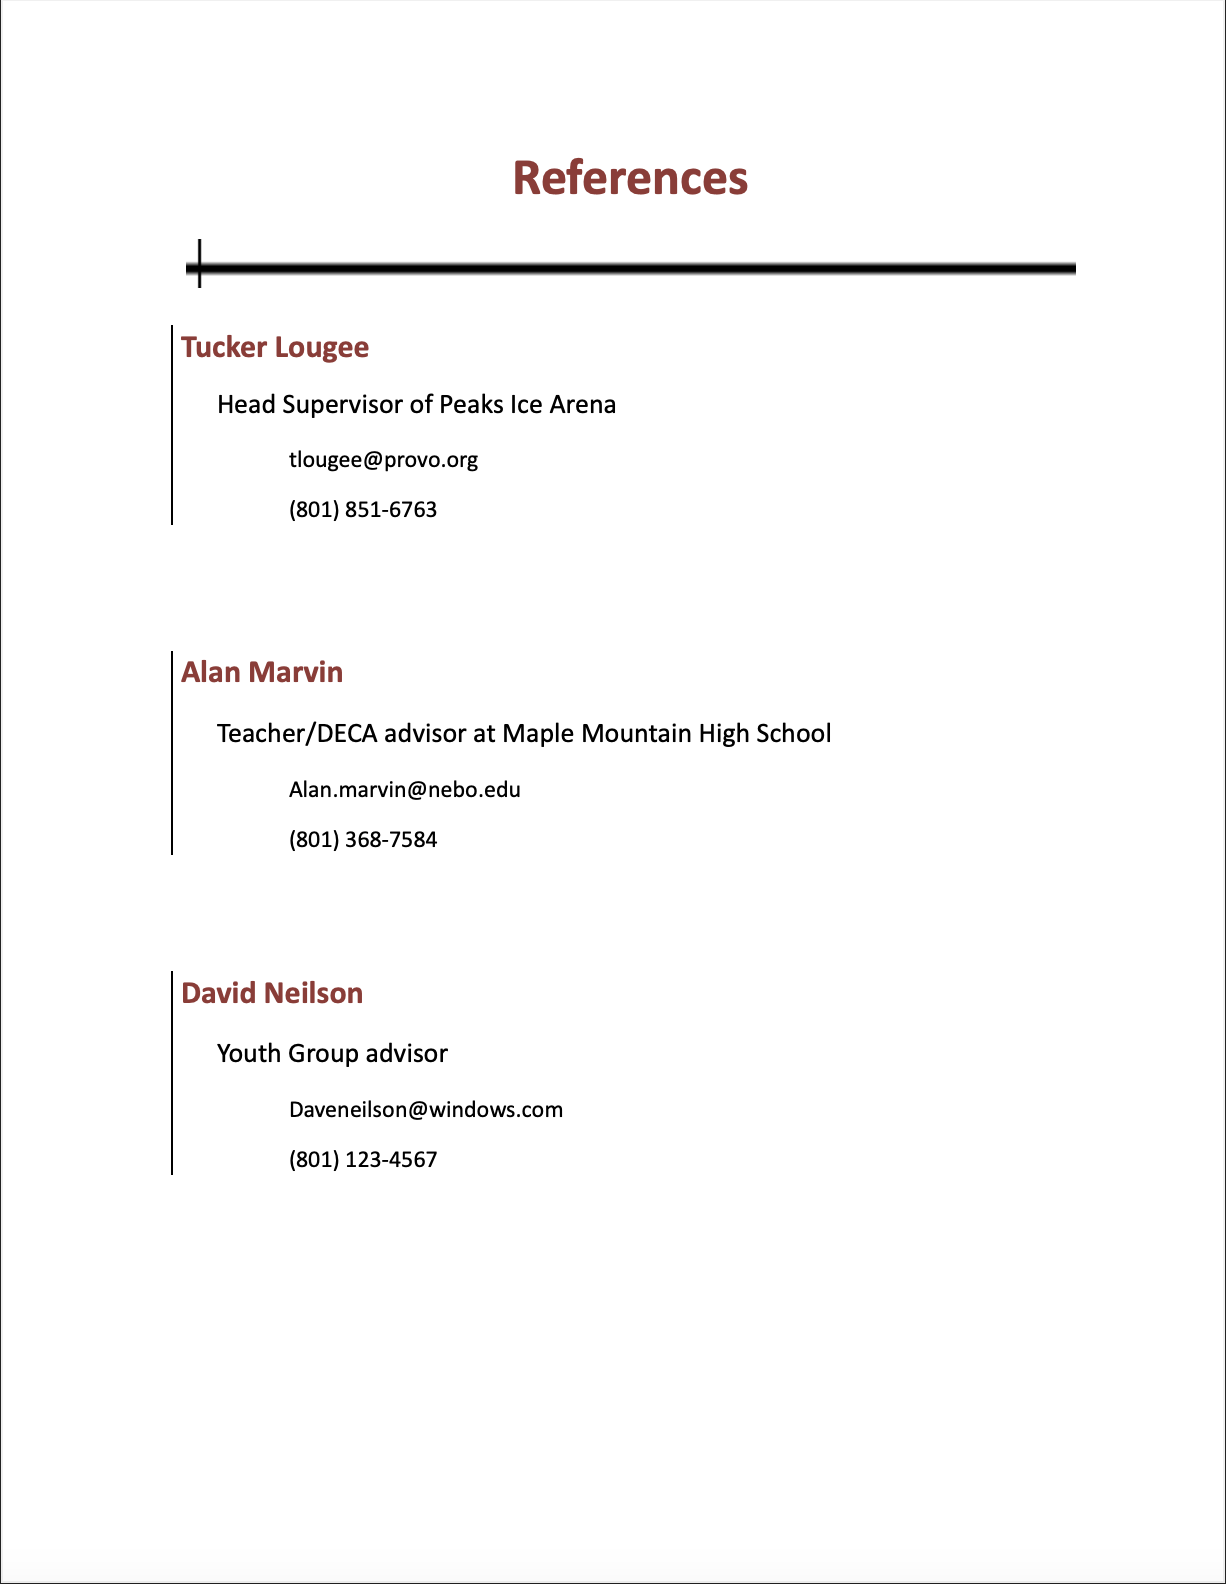 References
Tucker Lougee
Head Supervisor of Peaks Ice Arena
tlougee@provo.org
(801) 851-6763
Alan Marvin
Teacher/DECA advisor at Maple Mountain High School
Alan.marvin@nebo.edu
(801) 368-7584
David Neilson
Youth Group advisor
Daveneilson@windows.com
(801) 123-4567